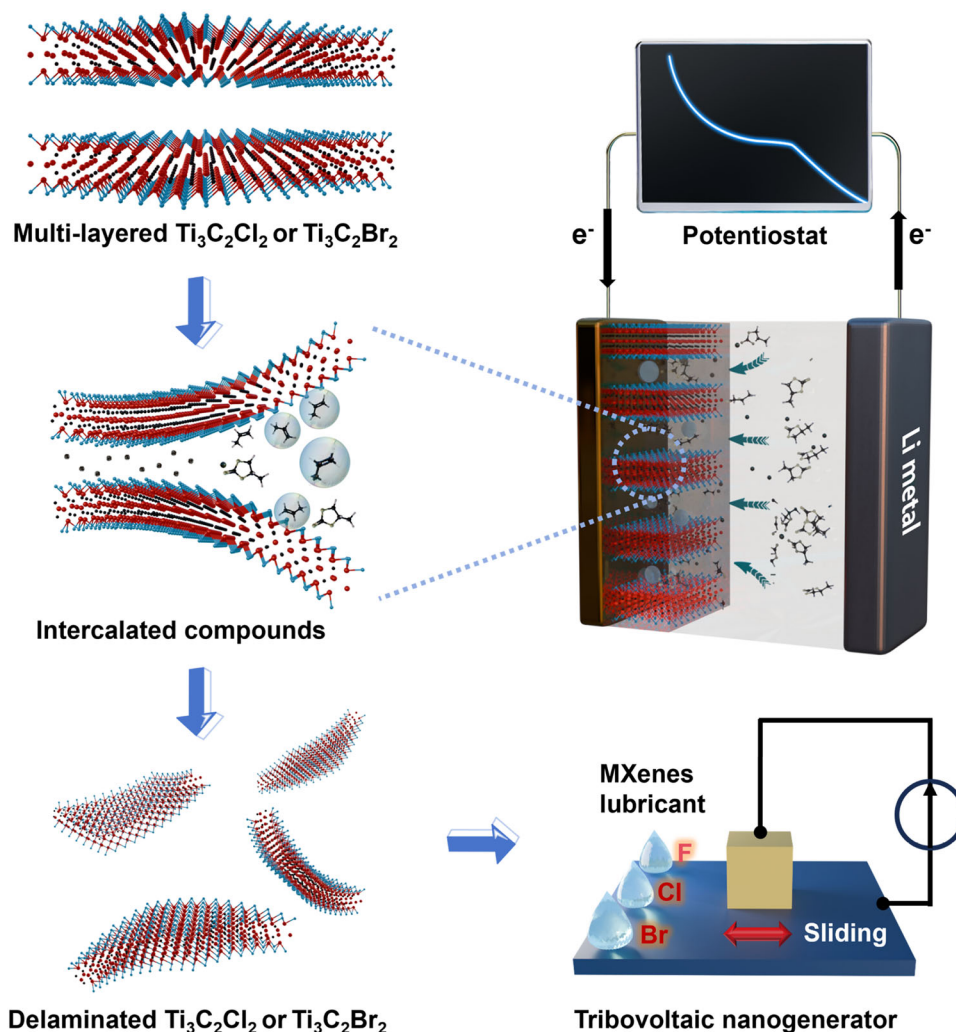 Multi-layered Ti₃C₂Cl₂ or Ti₃C₂Br₂
e⁻
Potentiostat
e⁻
Li metal
Intercalated compounds
MXenes
lubricant
F
Cl
Br
Sliding
Delaminated Ti₃C₂Cl₂ or Ti₃C₂Br₂
Tribovoltaic nanogenerator